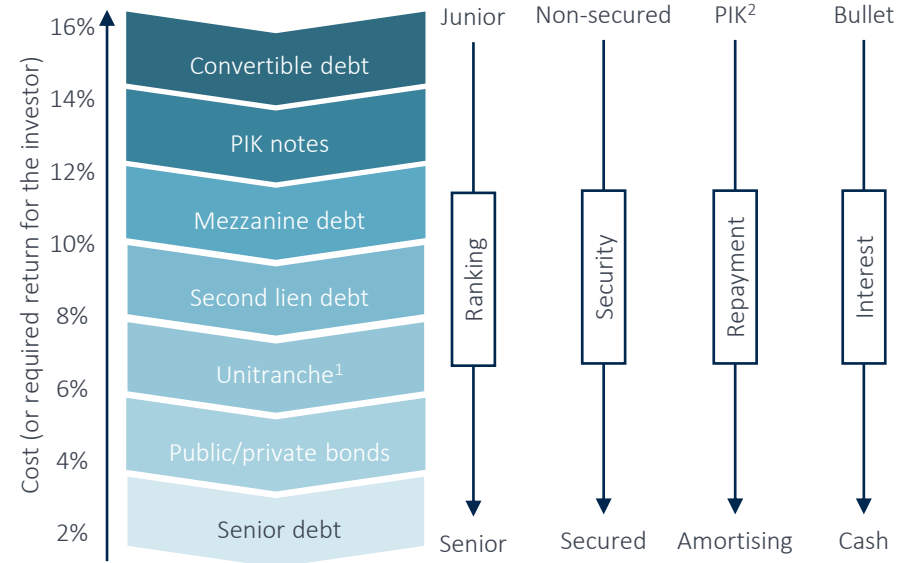 Cost (or required return for the investor)
16%
14%
12%
10%
8%
6%
4%
2%
Convertible debt
PIK notes
Mezzanine debt
Second lien debt
Unitranche¹
Public/private bonds
Senior debt
Junior
Ranking
Senior
Non-secured
Security
Secured
PIK²
Repayment
Amortising
Bullet
Interest
Cash